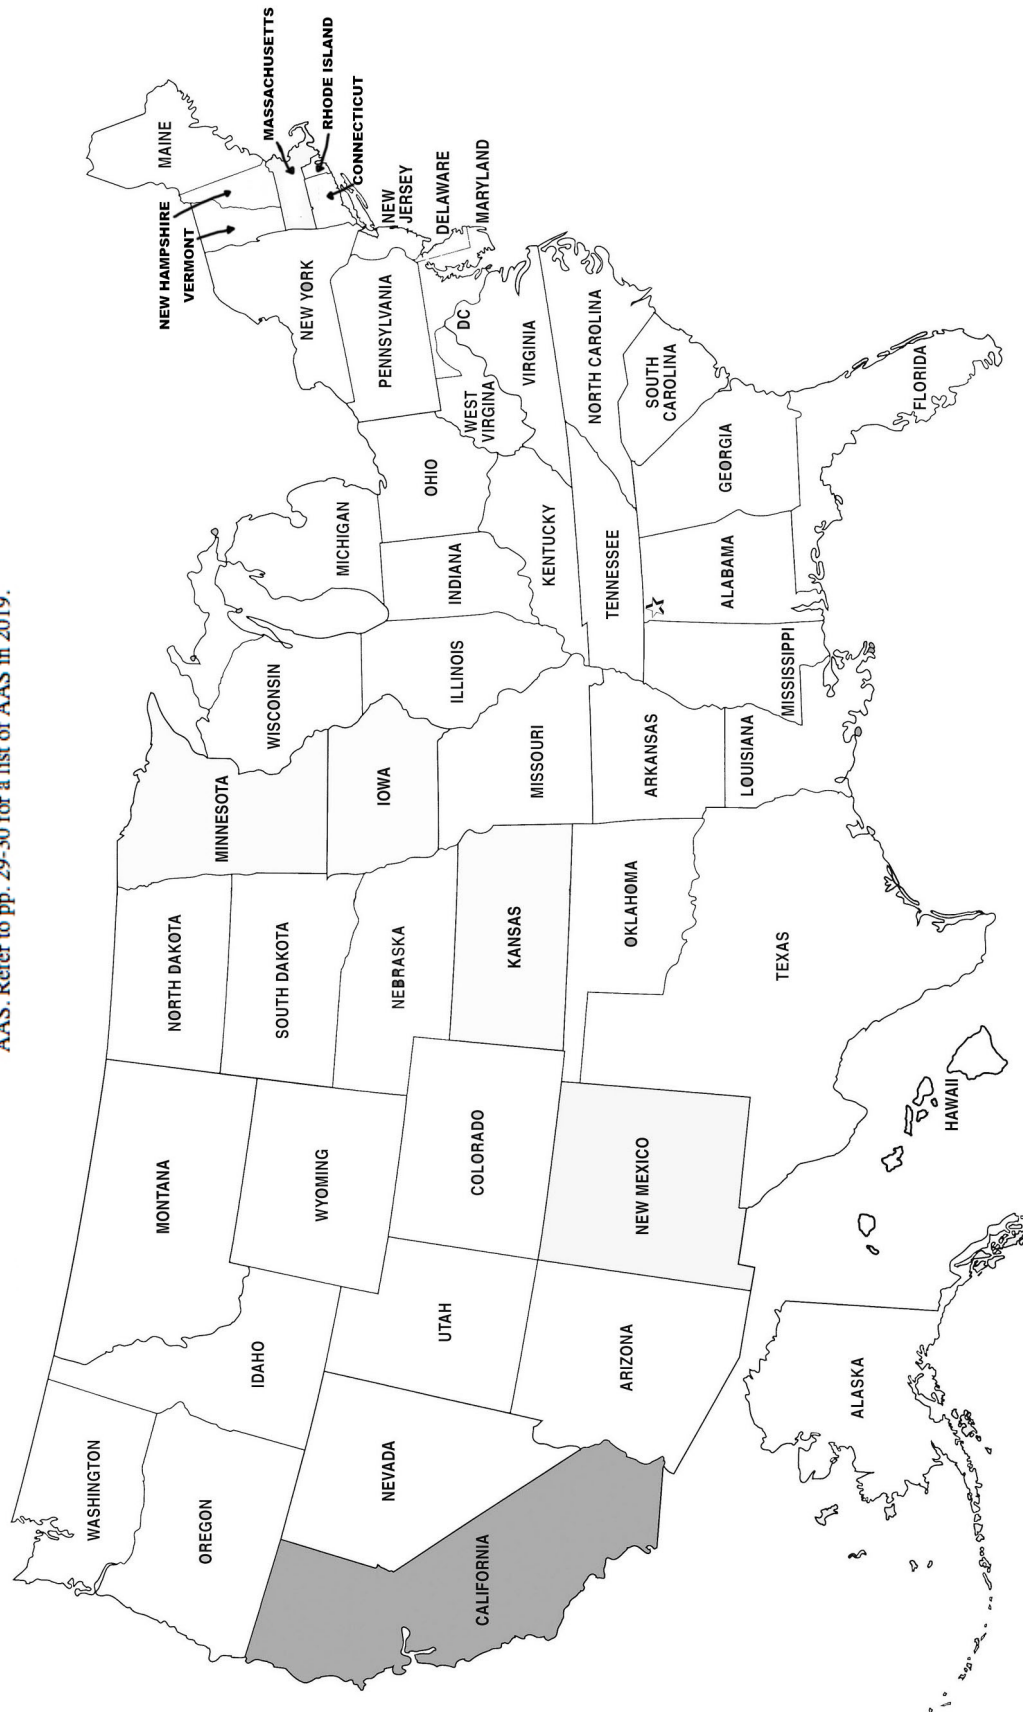 AAS. Refer to pp. 29-30 for a list of AAS in 2019.
WASHINGTON
OREGON
CALIFORNIA
NEVADA
IDAHO
MONTANA
WYOMING
UTAH
ARIZONA
COLORADO
NEW MEXICO
NORTH DAKOTA
SOUTH DAKOTA
NEBRASKA
KANSAS
OKLAHOMA
TEXAS
MINNESOTA
IOWA
MISSOURI
ARKANSAS
LOUISIANA
WISCONSIN
ILLINOIS
MICHIGAN
INDIANA
OHIO
KENTUCKY
TENNESSEE
MISSISSIPPI
ALABAMA
GEORGIA
FLORIDA
SOUTH
CAROLINA
NORTH CAROLINA
VIRGINIA
WEST
VIRGINA
DC
PENNSYLVANIA
NEW YORK
NEW HAMPSHIRE
VERMONT
MAINE
MASSACHUSETTS
RHODE ISLAND
CONNECTICUT
NEW
JERSEY
DELAWARE
MARYLAND
ALASKA
HAWAII